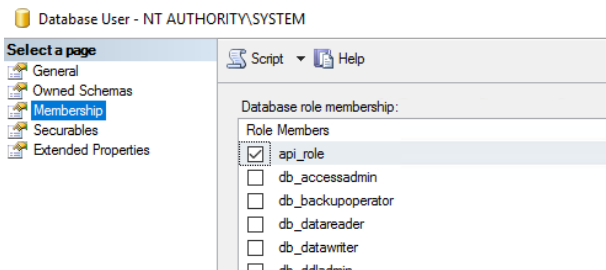 Database User - NT AUTHORITY\SYSTEM
Select a page
General
Owned Schemas
Membership
Securables
Extended Properties
Script
Help
Database role membership:
Role Members
api_role
db_accessadmin
db_backupoperator
db_datareader
db_datawriter
db_ddladmin